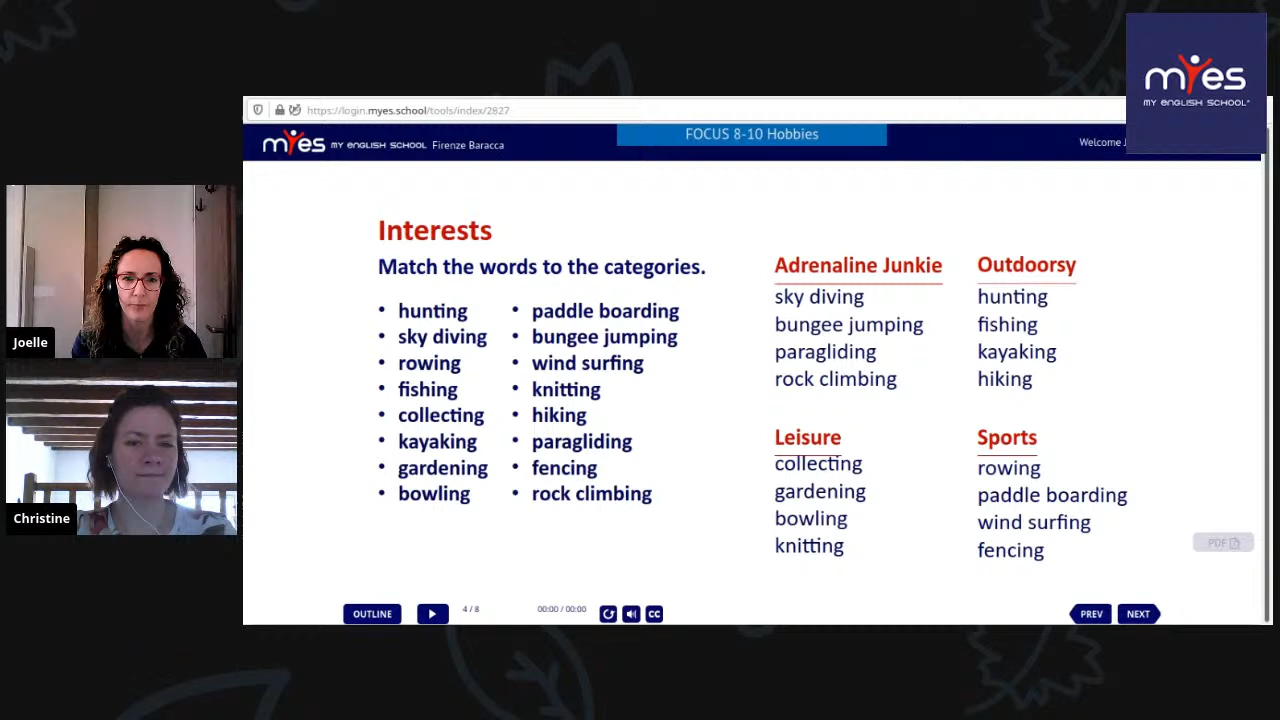 myes
MY ENGLISH SCHOOL®
https://login.myes.school/tools/index/2827
myes MY ENGLISH SCHOOL Firenze Baracca
FOCUS 8-10 Hobbies
Welcome J
Interests
Match the words to the categories.
• hunting
• sky diving
• rowing
• fishing
• collecting
• kayaking
• gardening
• bowling
• paddle boarding
• bungee jumping
• wind surfing
• knitting
• hiking
• paragliding
• fencing
• rock climbing
Adrenaline Junkie
sky diving
bungee jumping
paragliding
rock climbing
Outdoorsy
hunting
fishing
kayaking
hiking
Leisure
collecting
gardening
bowling
knitting
Sports
rowing
paddle boarding
wind surfing
fencing
Joelle
Christine
PDF
OUTLINE
4 / 8
00:00 / 00:00
CC
PREV
NEXT